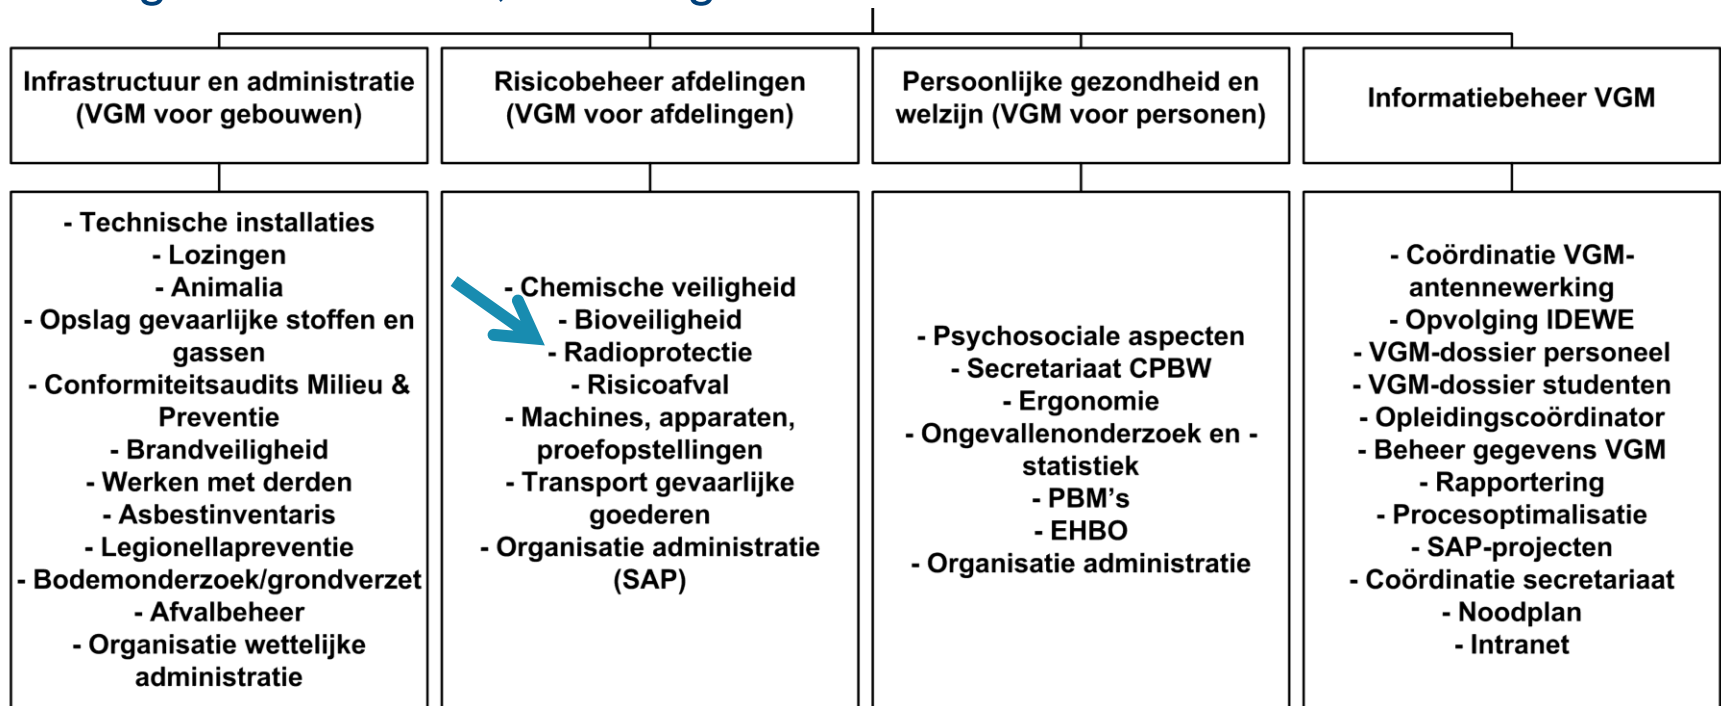 Infrastructuur en administratie
(VGM voor gebouwen)
Risicobeheer afdelingen
(VGM voor afdelingen)
Persoonlijke gezondheid en
welzijn (VGM voor personen)
Informatiebeheer VGM
- Technische installaties
- Lozingen
- Animalia
- Opslag gevaarlijke stoffen en
gassen
- Conformiteitsaudits Milieu &
Preventie
- Brandveiligheid
- Werken met derden
- Asbestinventaris
- Legionellapreventie
- Bodemonderzoek/grondverzet
- Afvalbeheer
- Organisatie wettelijke
administratie
- Chemische veiligheid
- Bioveiligheid
- Radioprotectie
- Risicoafval
- Machines, apparaten,
proefopstellingen
- Transport gevaarlijke
goederen
- Organisatie administratie
(SAP)
- Psychosociale aspecten
- Secretariaat CPBW
- Ergonomie
- Ongevallenonderzoek en -
statistiek
- PBM's
- EHBO
- Organisatie administratie
- Coördinatie VGM-
antennewerking
- Opvolging IDEWE
- VGM-dossier personeel
- VGM-dossier studenten
- Opleidingscoördinator
- Beheer gegevens VGM
- Rapportering
- Procesoptimalisatie
- SAP-projecten
- Coördinatie secretariaat
- Noodplan
- Intranet